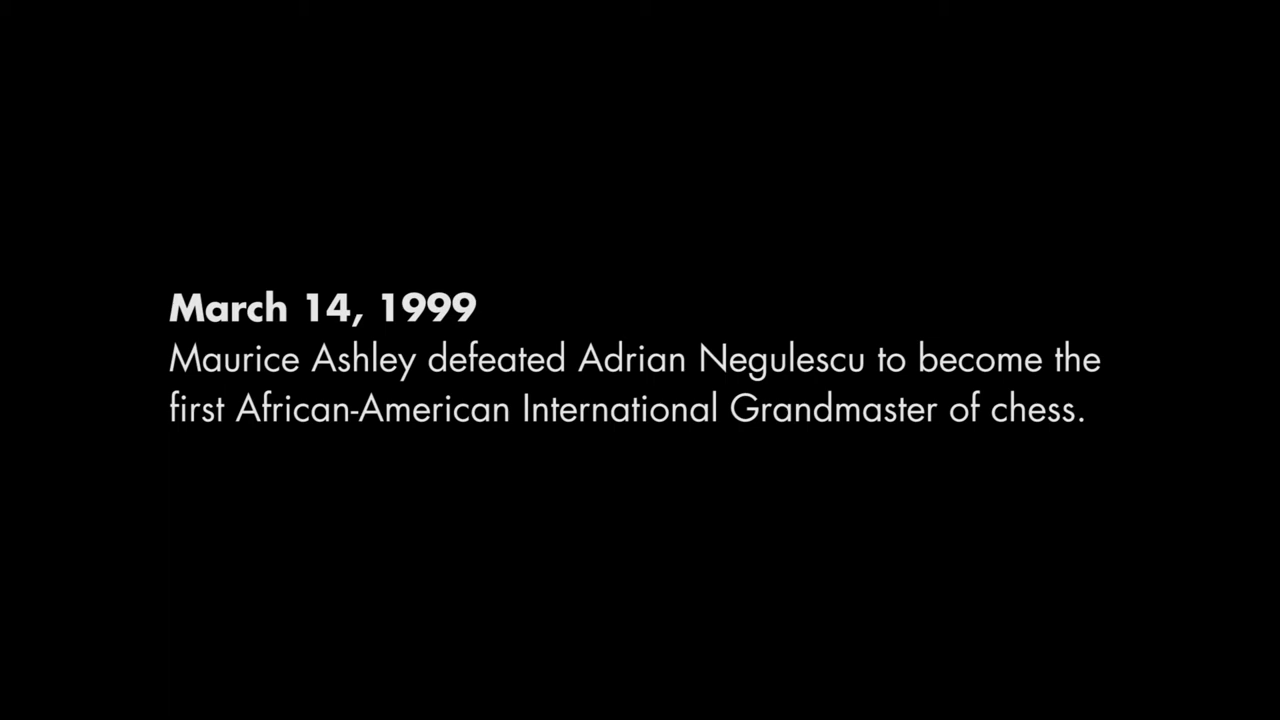 March 14, 1999
Maurice Ashley defeated Adrian Negulescu to become the
first African-American International Grandmaster of chess.